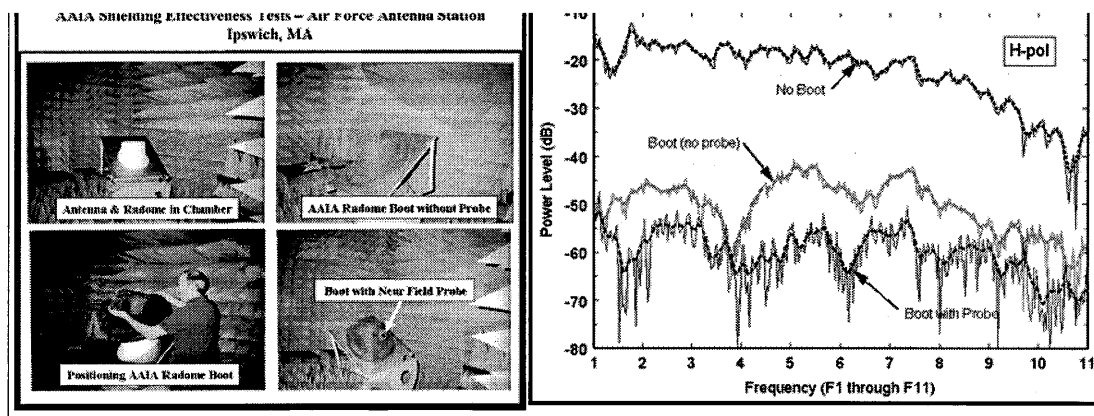 AAIA Shielding Effectiveness Tests – Air Force Antenna Station
Ipswich, MA
Antenna & Radome in Chamber
AAIA Radome Boot without Probe
Positioning AAIA Radome Boot
Boot with Near Field Probe
Power Level (dB)
-10
-20
-30
-40
-50
-60
-70
-80
H-pol
No Boot
Boot (no probe)
Boot with Probe
1 2 3 4 5 6 7 8 9 10 11
Frequency (F1 through F11)